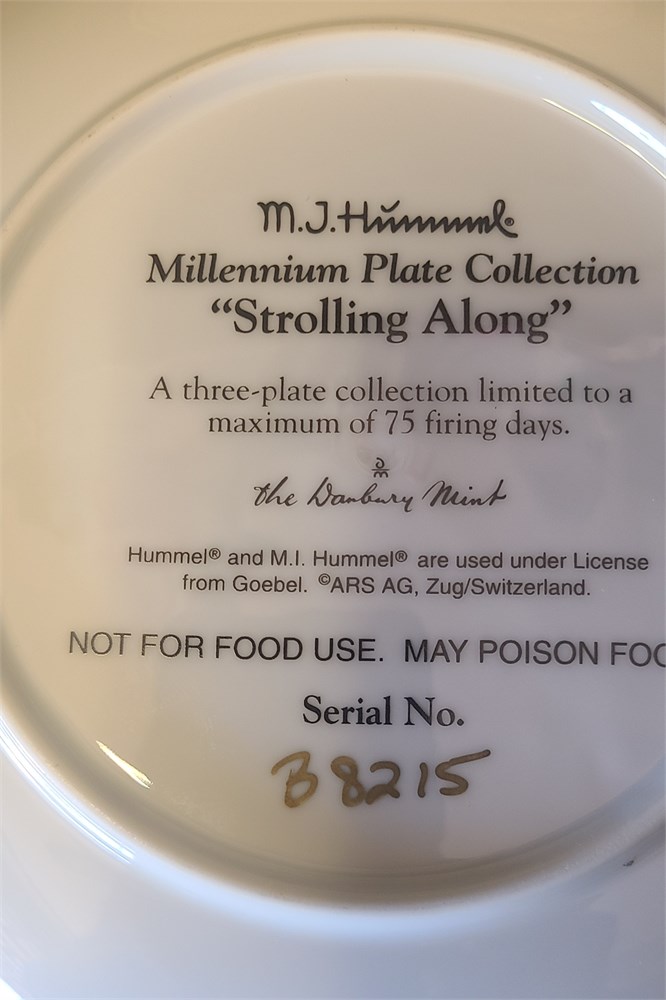 M.J.Hummel®
Millennium Plate Collection
“Strolling Along”
A three-plate collection limited to a
maximum of 75 firing days.
the Danbury Mint
Hummel® and M.I. Hummel® are used under License
from Goebel. ©ARS AG, Zug/Switzerland.
NOT FOR FOOD USE. MAY POISON FOO
Serial No.
B8215